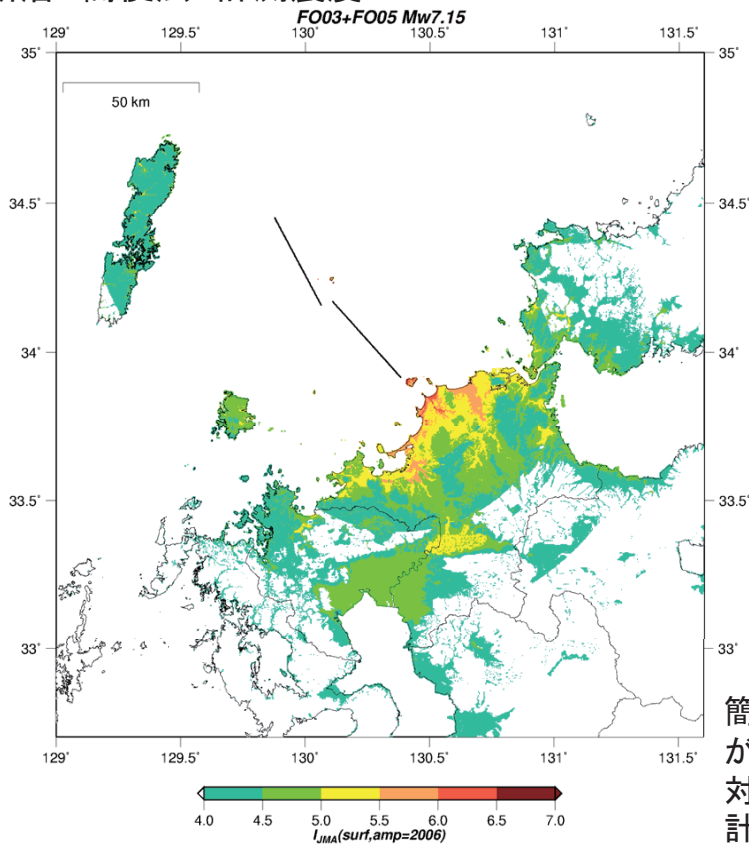 FO03+FO05 Mw7.15
129° 129.5° 130° 130.5° 131° 131.5°
35° 35°
50 km
34.5° 34.5°
34° 34°
33.5° 33.5°
33° 33°
129° 129.5° 130° 130.5° 131° 131.5°
簡
が
対
計
4.0 4.5 5.0 5.5 6.0 6.5 7.0
I_JMA(surf,amp=2006)